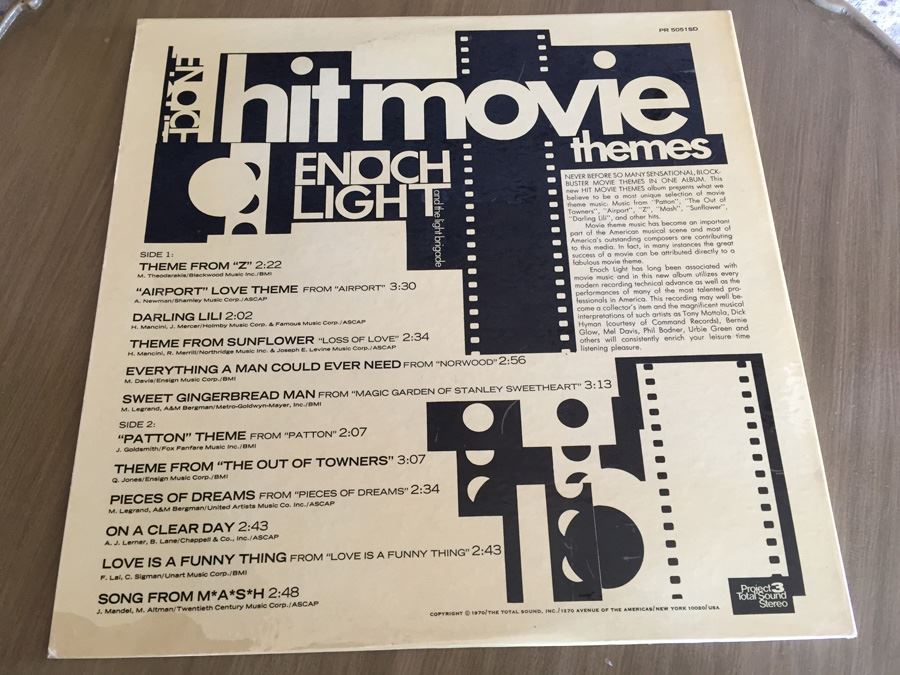 PR 5051SD
ENOCH
hit movie
themes
ENOCH
LIGHT
and the light brigade
NEVER BEFORE SO MANY SENSATIONAL, BLOCK-
BUSTER MOVIE THEMES IN ONE ALBUM. This
new HIT MOVIE THEMES album presents what we
believe to be a most unique selection of movie
theme music. Music from "Patton", "The Out of
Towners", "Airport", "Z", "Mash", "Sunflower",
"Darling Lili", and other hits.
Movie theme music has become an important
part of the American musical scene and most of
America's outstanding composers are contributing
to this media. In fact, in many instances the great
success of a movie can be attributed directly to a
fabulous movie theme.
Enoch Light has long been associated with
movie music and in this new album utilizes every
modern recording technical advance as well as the
performances of many of the most talented pro-
fessionals in America. This recording may well be-
come a collector's item and the magnificent musical
interpretations of such artists as Tony Mottola, Dick
Hyman (courtesy of Command Records), Bernie
Glow, Mel Davis, Phil Bodner, Urbie Green and
others will consistently enrich your leisure time
listening pleasure.
SIDE 1:
THEME FROM "Z" 2:22
M. Theodorakis/Blackwood Music Inc./BMI
"AIRPORT" LOVE THEME FROM "AIRPORT" 3:30
A. Newman/Shamley Music Corp./ASCAP
DARLING LILI 2:02
H. Mancini, J. Mercer/Holmby Music Corp. & Famous Music Corp./ASCAP
THEME FROM SUNFLOWER "LOSS OF LOVE" 2:34
H. Mancini, R. Merrill/Northridge Music Inc. & Joseph E. Levine Music Corp./ASCAP
EVERYTHING A MAN COULD EVER NEED FROM "NORWOOD" 2:56
M. Davis/Ensign Music Corp./BMI
SWEET GINGERBREAD MAN FROM "MAGIC GARDEN OF STANLEY SWEETHEART" 3:13
M. Legrand, A&M Bergman/Metro-Goldwyn-Mayer, Inc./BMI
SIDE 2:
"PATTON" THEME FROM "PATTON" 2:07
J. Goldsmith/Fox Fanfare Music Inc./BMI
THEME FROM "THE OUT OF TOWNERS" 3:07
Q. Jones/Ensign Music Corp./BMI
PIECES OF DREAMS FROM "PIECES OF DREAMS" 2:34
M. Legrand, A&M Bergman/United Artists Music Co. Inc./ASCAP
ON A CLEAR DAY 2:43
A. J. Lerner, B. Lane/Chappell & Co., Inc./ASCAP
LOVE IS A FUNNY THING FROM "LOVE IS A FUNNY THING" 2:43
F. Lai, C. Sigman/Unart Music Corp./BMI
SONG FROM M*A*S*H 2:48
J. Mandel, M. Altman/Twentieth Century Music Corp./ASCAP
Project 3
Total Sound
Stereo
COPYRIGHT © 1970/THE TOTAL SOUND, INC./1270 AVENUE OF THE AMERICAS/NEW YORK 10020/USA